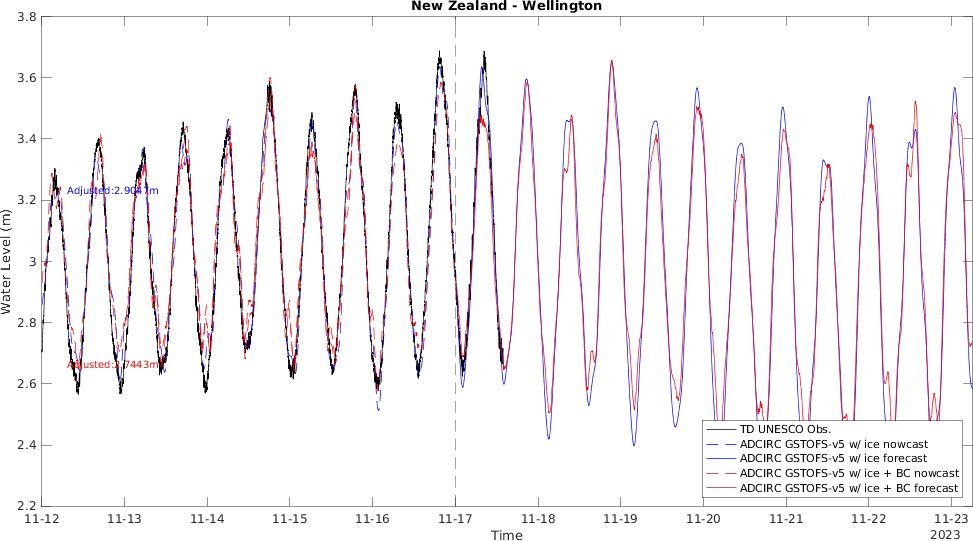 New Zealand - Wellington
3.8
3.6
3.4
3.2
3
2.8
2.6
2.4
2.2
Water Level (m)
Adjusted:2.9047m
TD UNESCO Obs.
ADCIRC GSTOFS-v5 w/ ice nowcast
ADCIRC GSTOFS-v5 w/ ice forecast
ADCIRC GSTOFS-v5 w/ ice + BC nowcast
ADCIRC GSTOFS-v5 w/ ice + BC forecast
11-12 11-13 11-14 11-15 11-16 11-17 11-18 11-19 11-20 11-21 11-22 11-23
Time
2023